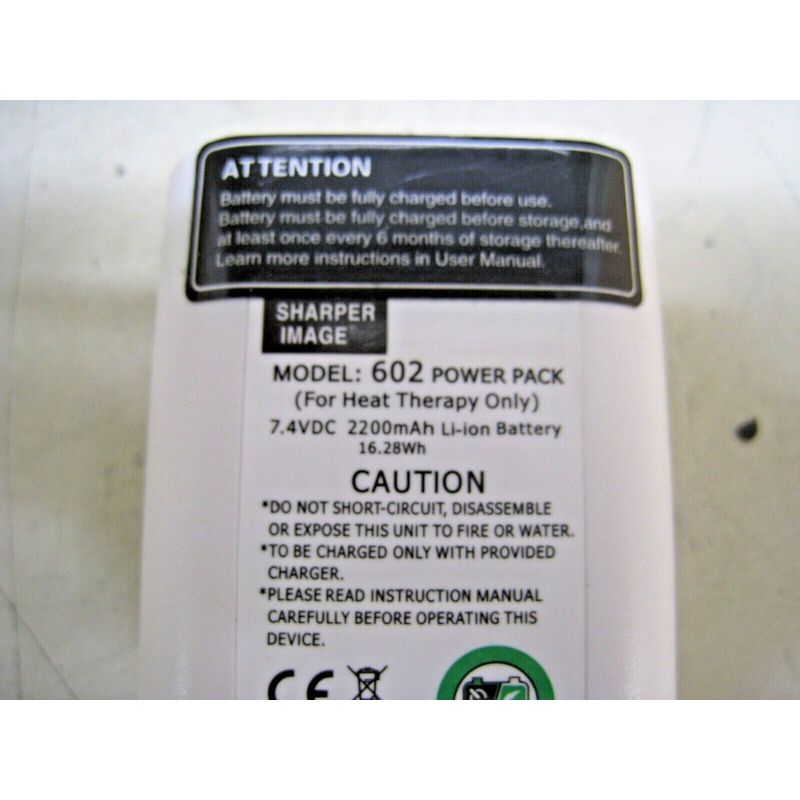 ATTENTION
Battery must be fully charged before use.
Battery must be fully charged before storage,and
at least once every 6 months of storage thereafter.
Learn more instructions in User Manual.
SHARPER
IMAGE
MODEL: 602 POWER PACK
(For Heat Therapy Only)
7.4VDC 2200mAh Li-ion Battery
16.28Wh
CAUTION
*DO NOT SHORT-CIRCUIT, DISASSEMBLE
OR EXPOSE THIS UNIT TO FIRE OR WATER.
*TO BE CHARGED ONLY WITH PROVIDED
CHARGER.
*PLEASE READ INSTRUCTION MANUAL
CAREFULLY BEFORE OPERATING THIS
DEVICE.
CE